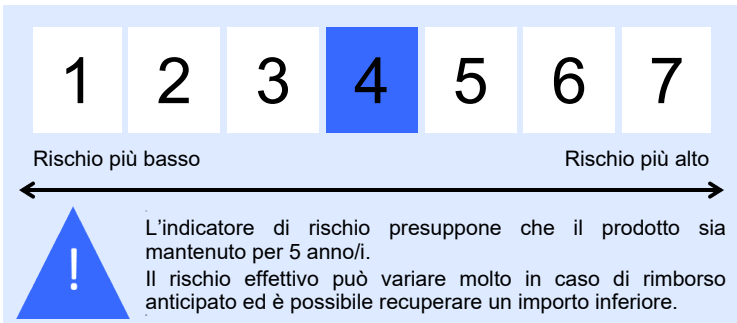 1 2 3 4 5 6 7
Rischio più basso Rischio più alto
!
L'indicatore di rischio presuppone che il prodotto sia
mantenuto per 5 anno/i.
Il rischio effettivo può variare molto in caso di rimborso
anticipato ed è possibile recuperare un importo inferiore.